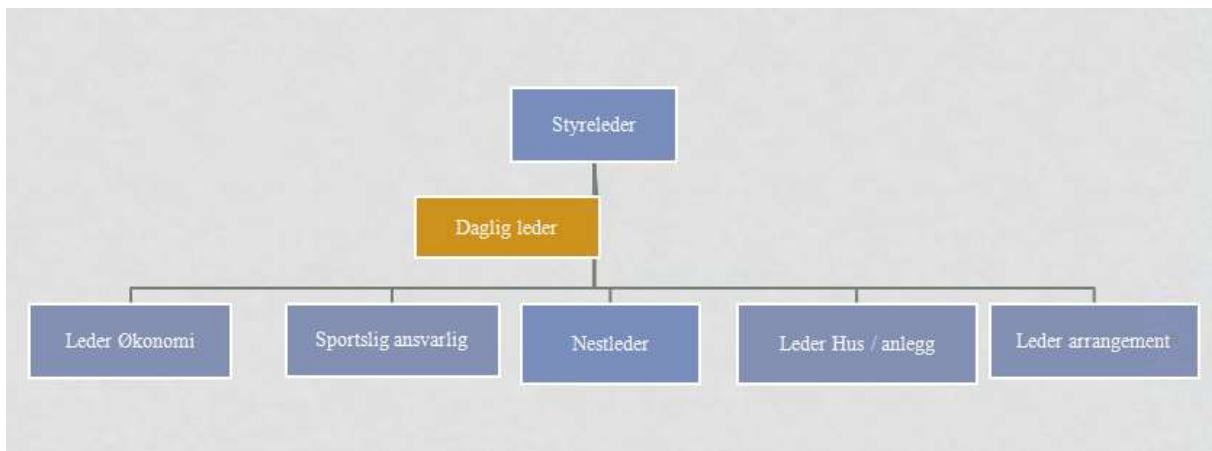 Styreleder
Daglig leder
Leder Økonomi
Sportslig ansvarlig
Nestleder
Leder Hus / anlegg
Leder arrangement